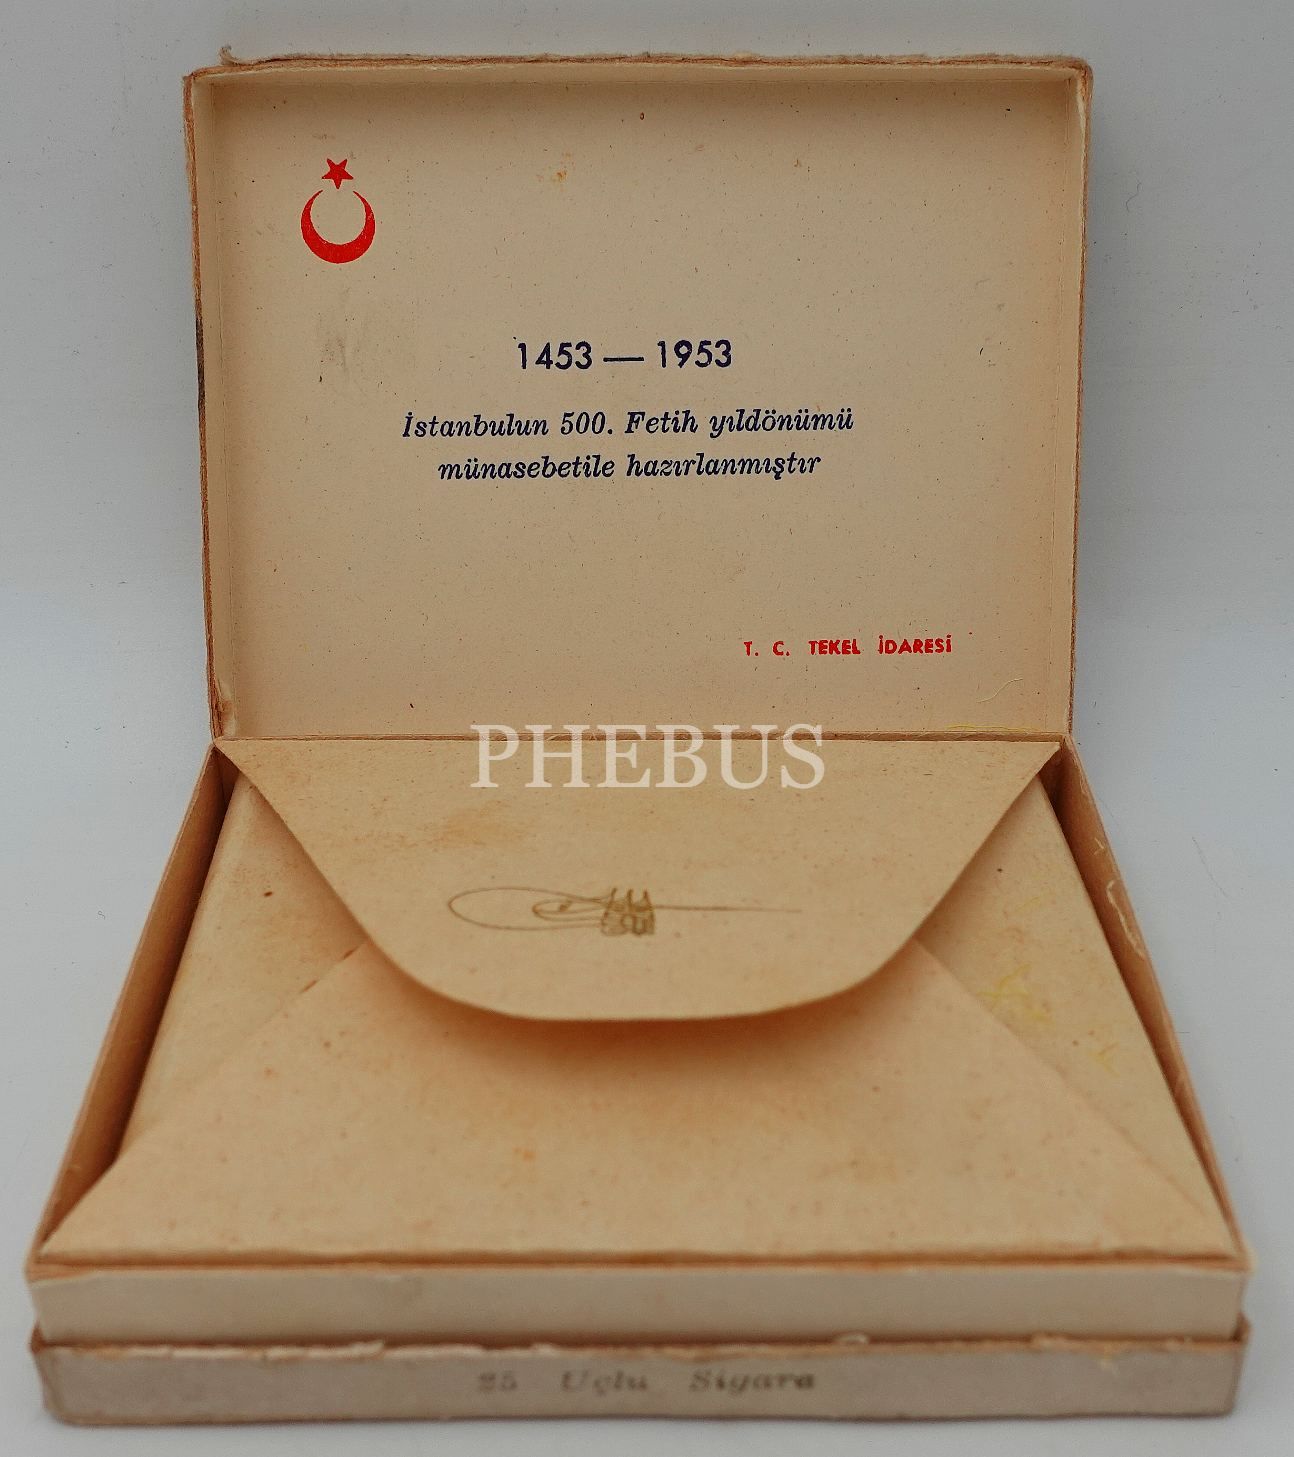 1453 — 1953
İstanbulun 500. Fetih yıldönümü
münasebetile hazırlanmıştır
T. C. TEKEL İDARESİ
PHEBUS
25 Uçlu Sigara